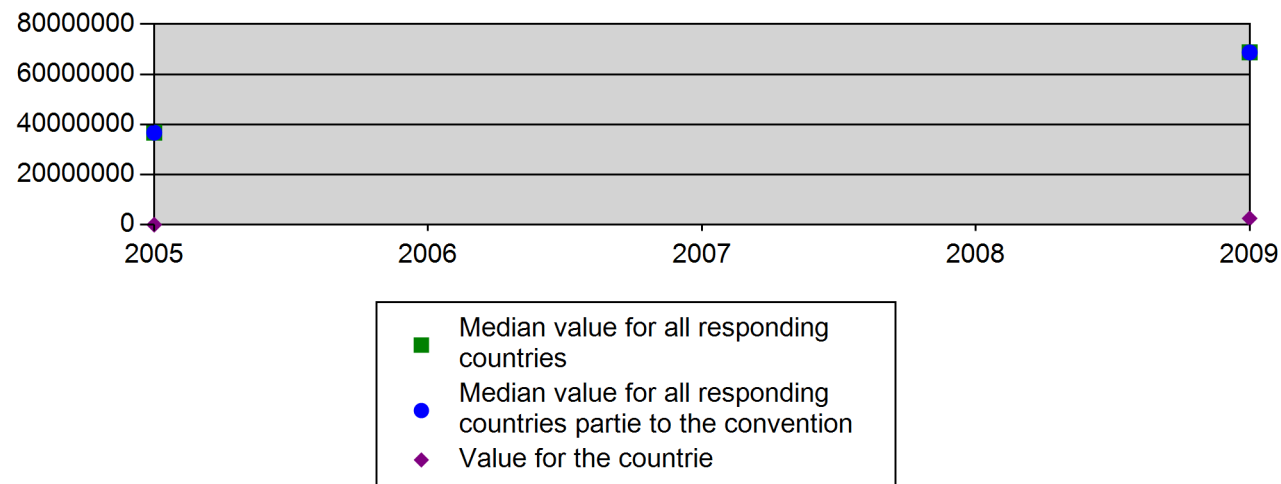 80000000
60000000
40000000
20000000
0
2005 2006 2007 2008 2009
Median value for all responding
countries
Median value for all responding
countries partie to the convention
Value for the countrie